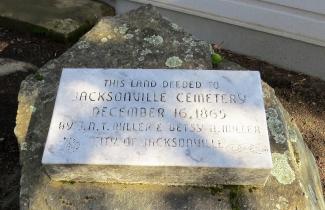 THIS LAND DEEDED TO
JACKSONVILLE CEMETERY
DECEMBER 16, 1865
BY J.N.T. MILLER & BETSY A. MILLER
CITY OF JACKSONVILLE